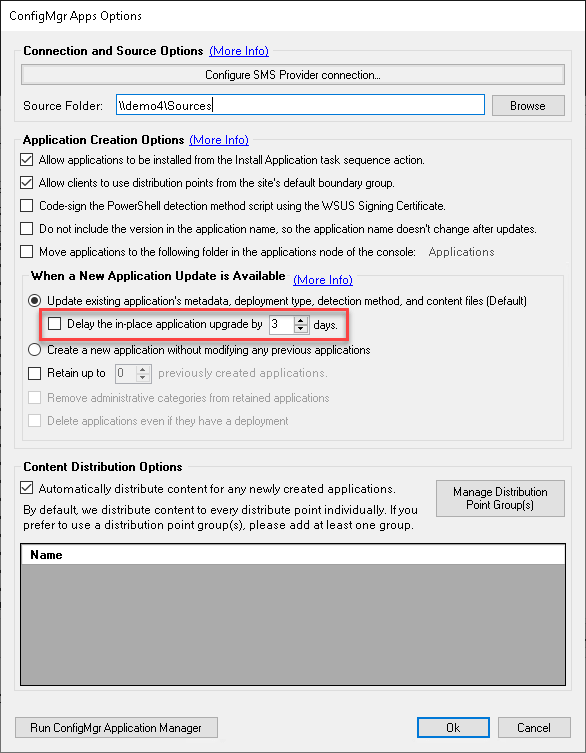 ConfigMgr Apps Options
Connection and Source Options (More Info)
Configure SMS Provider connection...
Source Folder: \\demo4\Sources Browse
Application Creation Options (More Info)
Allow applications to be installed from the Install Application task sequence action.
Allow clients to use distribution points from the site's default boundary group.
Code-sign the PowerShell detection method script using the WSUS Signing Certificate.
Do not include the version in the application name, so the application name doesn't change after updates.
Move applications to the following folder in the applications node of the console: Applications
When a New Application Update is Available (More Info)
Update existing application's metadata, deployment type, detection method, and content files (Default)
Delay the in-place application upgrade by 3 days.
Create a new application without modifying any previous applications
Retain up to 0 previously created applications.
Remove administrative categories from retained applications
Delete applications even if they have a deployment
Content Distribution Options
Automatically distribute content for any newly created applications.
Manage Distribution
Point Group(s)
By default, we distribute content to every distribute point individually. If you
prefer to use a distribution point group(s), please add at least one group.
Name
Run ConfigMgr Application Manager Ok Cancel